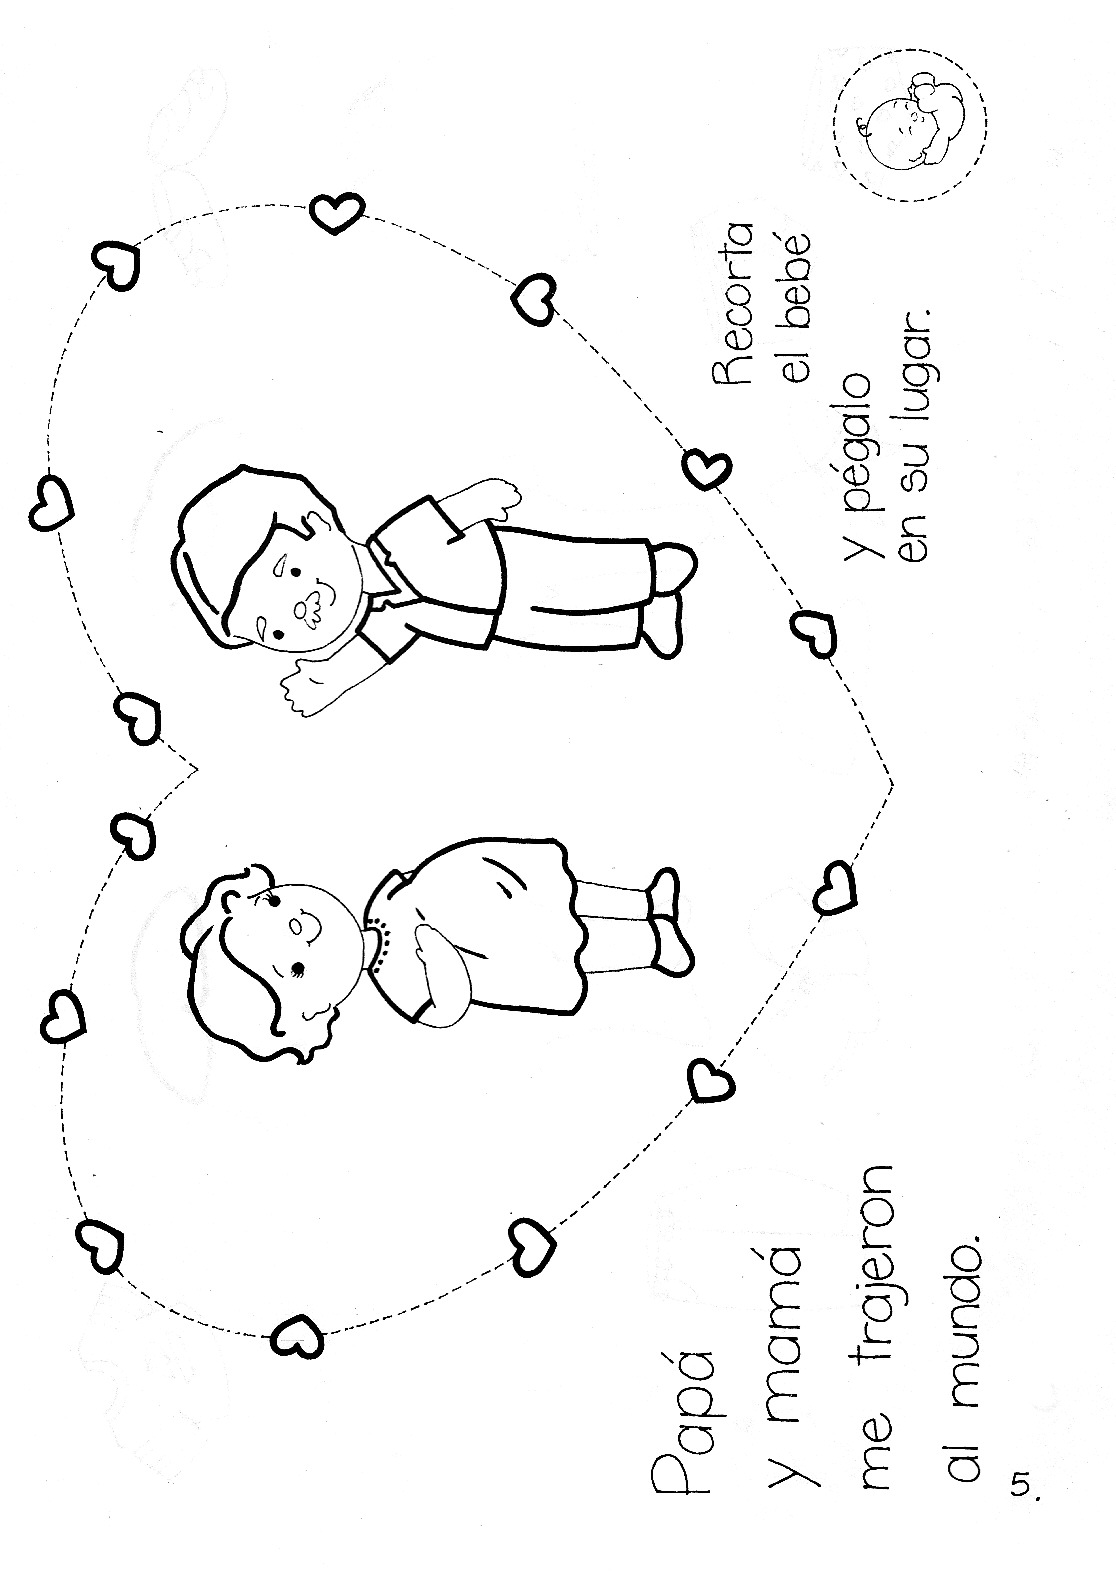 Papá
y mamá
me trajeron
al mundo.
Recorta
el bebé
y pégalo
en su lugar.
5.